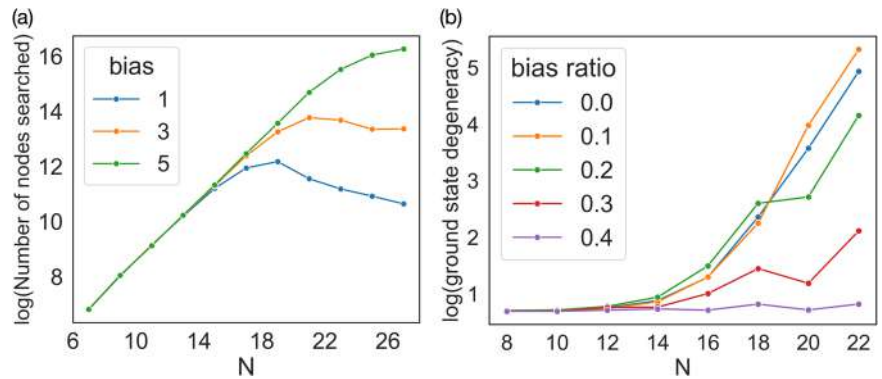 (a)
log(Number of nodes searched)
16
14
12
10
8
bias
1
3
5
6 10 14 18 22 26
N
(b)
log(ground state degeneracy)
5
4
3
2
1
bias ratio
0.0
0.1
0.2
0.3
0.4
8 10 12 14 16 18 20 22
N